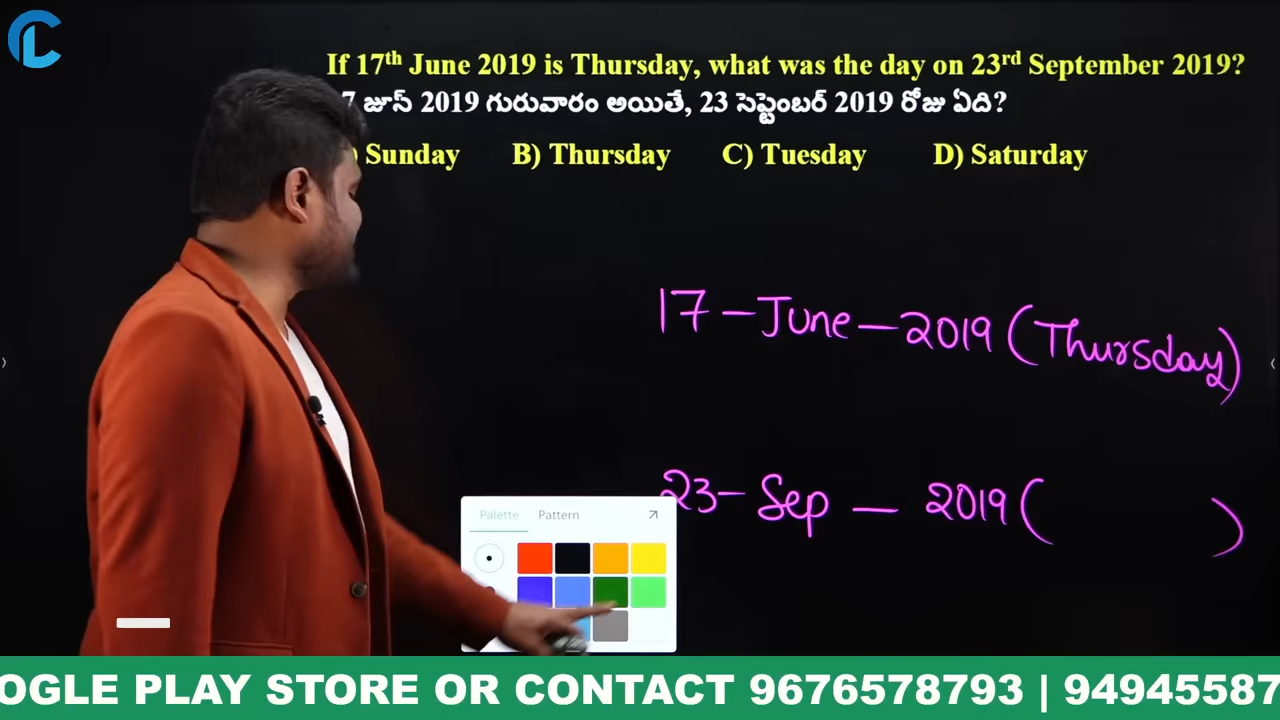 If 17th June 2019 is Thursday, what was the day on 23rd September 2019?
7 జూన్ 2019 గురువారం అయితే, 23 సెప్టెంబర్ 2019 రోజు ఏది?
) Sunday B) Thursday C) Tuesday D) Saturday
17 - June - 2019 (Thursday)
23 - Sep - 2019 ( )
Palette Pattern
OGLE PLAY STORE OR CONTACT 9676578793 | 94945587